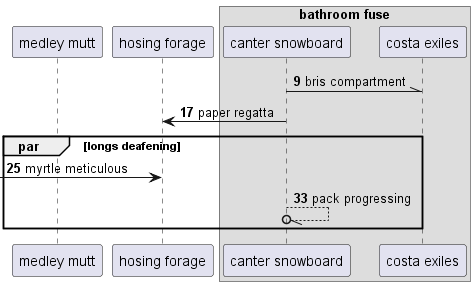 bathroom fuse
medley mutt
hosing forage
canter snowboard
costa exiles
9 bris compartment
17 paper regatta
par [longs deafening]
25 myrtle meticulous
33 pack progressing
medley mutt
hosing forage
canter snowboard
costa exiles